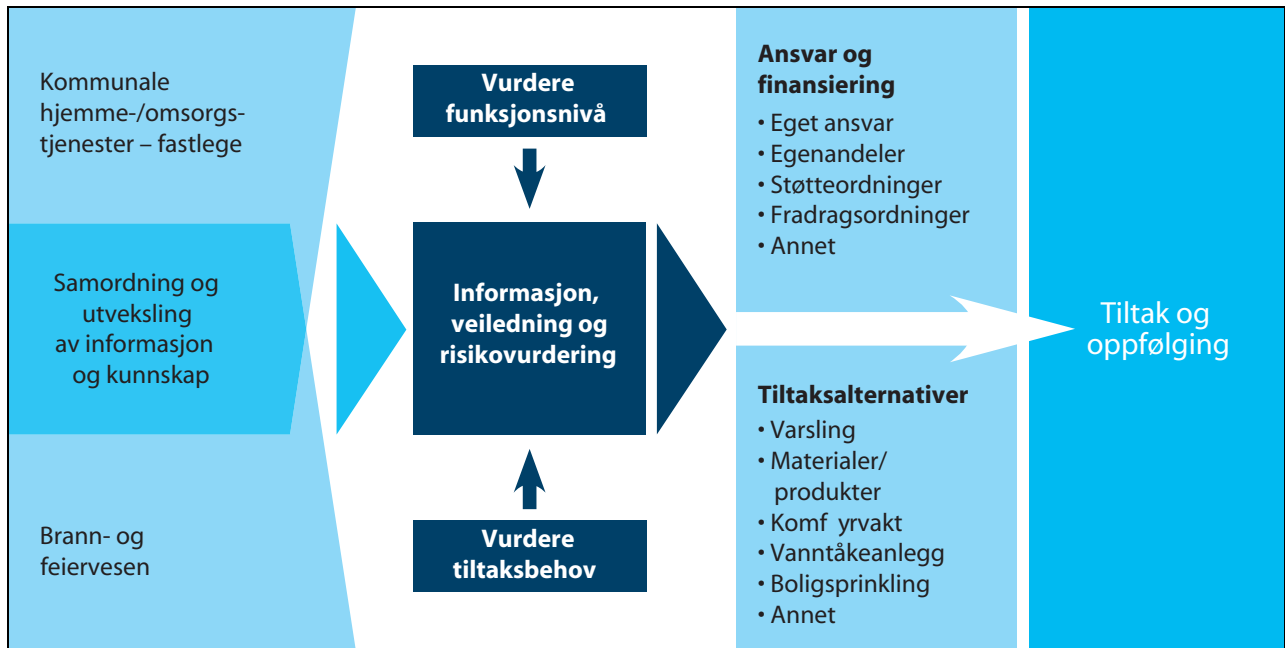 Kommunale
hjemme-/omsorgs-
tjenester – fastlege
Samordning og
utveksling
av informasjon
og kunnskap
Brann- og
feiervesen
Vurdere
funksjonsnivå
Informasjon,
veiledning og
risikovurdering
Vurdere
tiltaksbehov
Ansvar og
finansiering
• Eget ansvar
• Egenandeler
• Støtteordninger
• Fradragsordninger
• Annet
Tiltaksalternativer
• Varsling
• Materialer/
produkter
• Komf yrvakt
• Vanntåkeanlegg
• Boligsprinkling
• Annet
Tiltak og
oppfølging